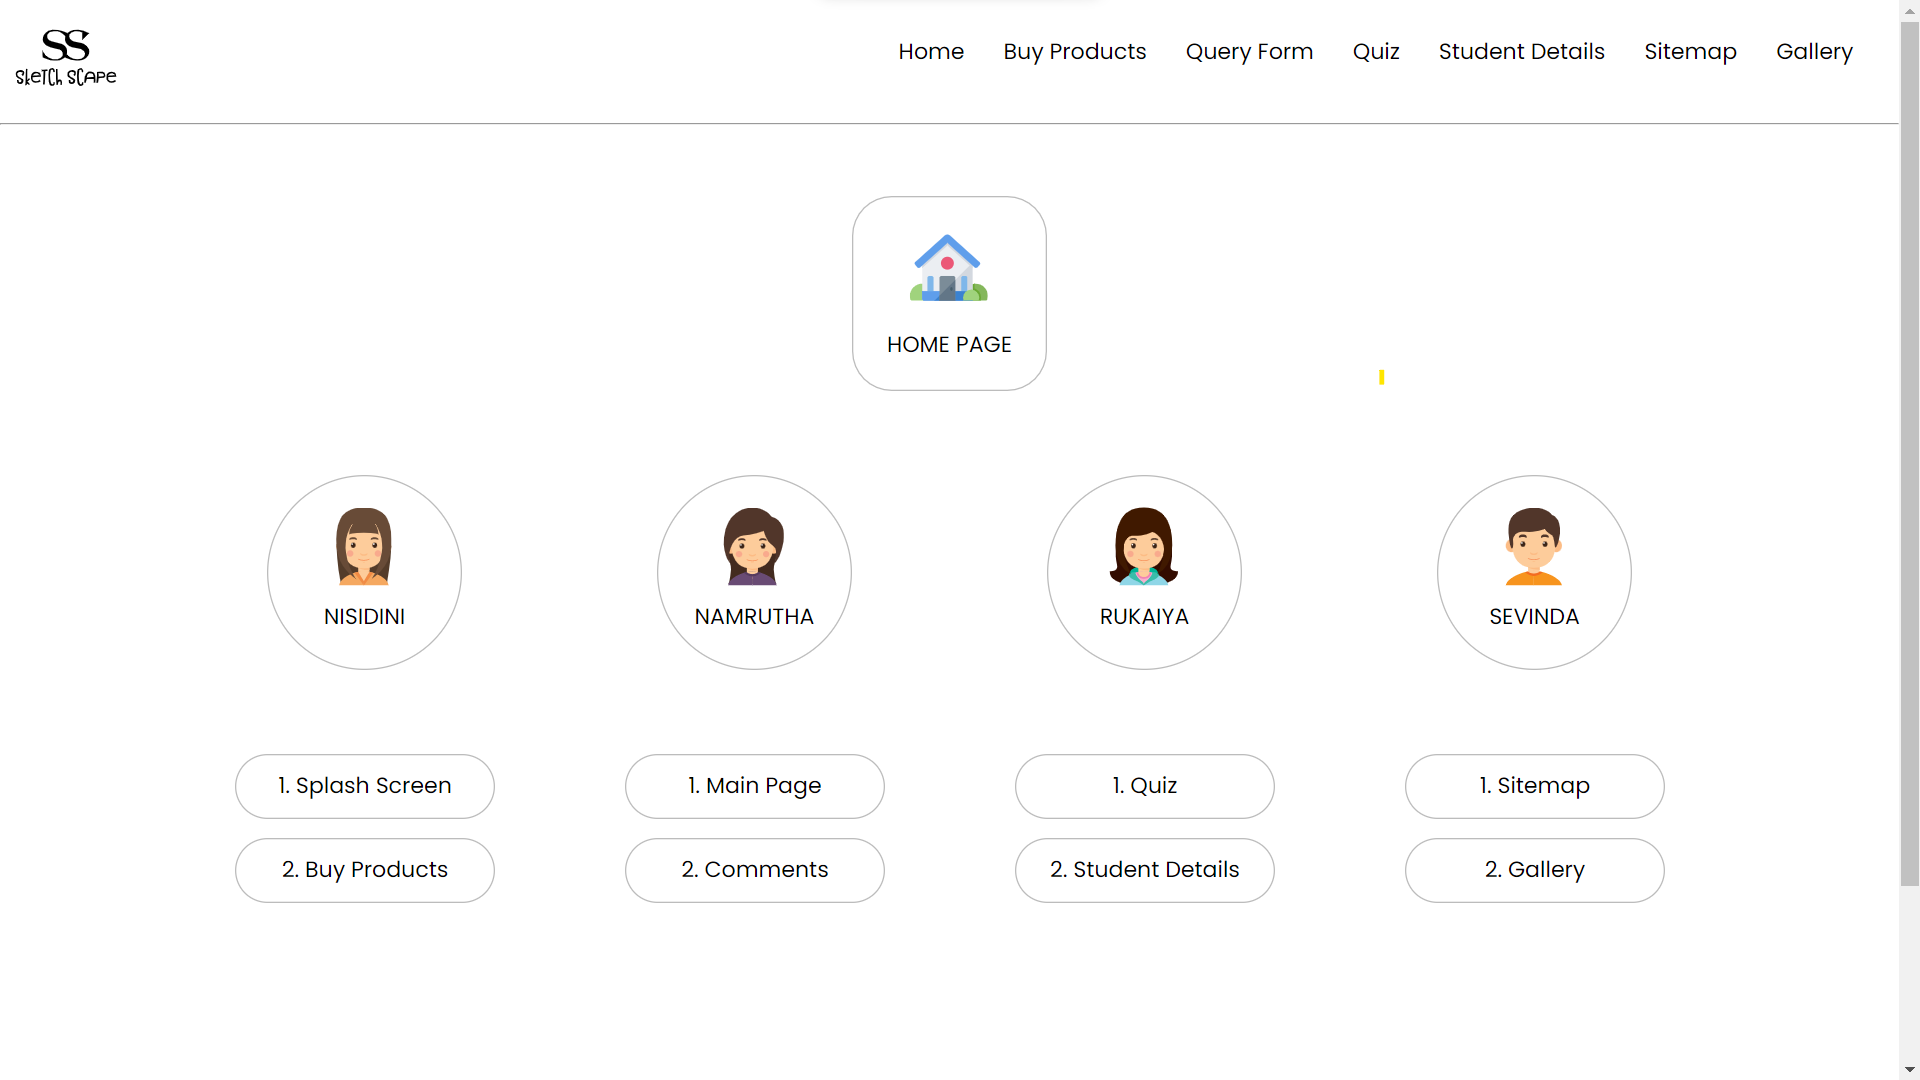 SS
SkeTCh SCApe
Home Buy Products Query Form Quiz Student Details Sitemap Gallery
HOME PAGE
NISIDINI NAMRUTHA RUKAIYA SEVINDA
1. Splash Screen 1. Main Page 1. Quiz 1. Sitemap
2. Buy Products 2. Comments 2. Student Details 2. Gallery